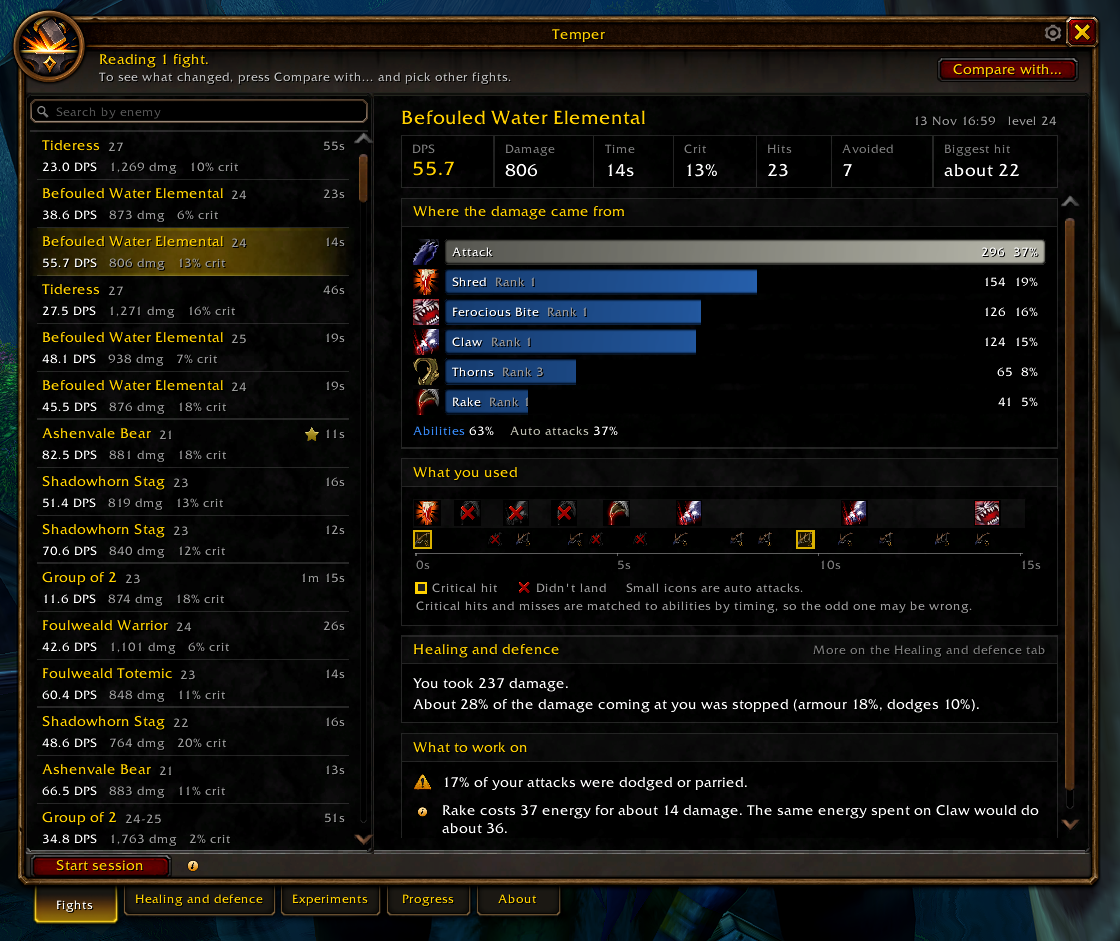 Temper
Reading 1 fight.
To see what changed, press Compare with... and pick other fights.
Compare with...
Search by enemy
Tideress 27 55s
23.0 DPS 1,269 dmg 10% crit
Befouled Water Elemental 24 23s
38.6 DPS 873 dmg 6% crit
Befouled Water Elemental 24 14s
55.7 DPS 806 dmg 13% crit
Tideress 27 46s
27.5 DPS 1,271 dmg 16% crit
Befouled Water Elemental 25 19s
48.1 DPS 938 dmg 7% crit
Befouled Water Elemental 24 19s
45.5 DPS 876 dmg 18% crit
Ashenvale Bear 21 11s
82.5 DPS 881 dmg 18% crit
Shadowhorn Stag 23 16s
51.4 DPS 819 dmg 13% crit
Shadowhorn Stag 23 12s
70.6 DPS 840 dmg 12% crit
Group of 2 23 1m 15s
11.6 DPS 874 dmg 18% crit
Foulweald Warrior 24 26s
42.6 DPS 1,101 dmg 6% crit
Foulweald Totemic 23 14s
60.4 DPS 848 dmg 11% crit
Shadowhorn Stag 22 16s
48.6 DPS 764 dmg 20% crit
Ashenvale Bear 21 13s
66.5 DPS 883 dmg 11% crit
Group of 2 24-25 51s
34.8 DPS 1,763 dmg 2% crit
Start session
Befouled Water Elemental
13 Nov 16:59 level 24
DPS Damage Time Crit Hits Avoided Biggest hit
55.7 806 14s 13% 23 7 about 22
Where the damage came from
Attack 296 37%
Shred Rank 1 154 19%
Ferocious Bite Rank 1 126 16%
Claw Rank 1 124 15%
Thorns Rank 3 65 8%
Rake Rank 1 41 5%
Abilities 63% Auto attacks 37%
What you used
0s 5s 10s 15s
Critical hit Didn't land Small icons are auto attacks.
Critical hits and misses are matched to abilities by timing, so the odd one may be wrong.
Healing and defence More on the Healing and defence tab
You took 237 damage.
About 28% of the damage coming at you was stopped (armour 18%, dodges 10%).
What to work on
17% of your attacks were dodged or parried.
Rake costs 37 energy for about 14 damage. The same energy spent on Claw would do
about 36.
Fights Healing and defence Experiments Progress About